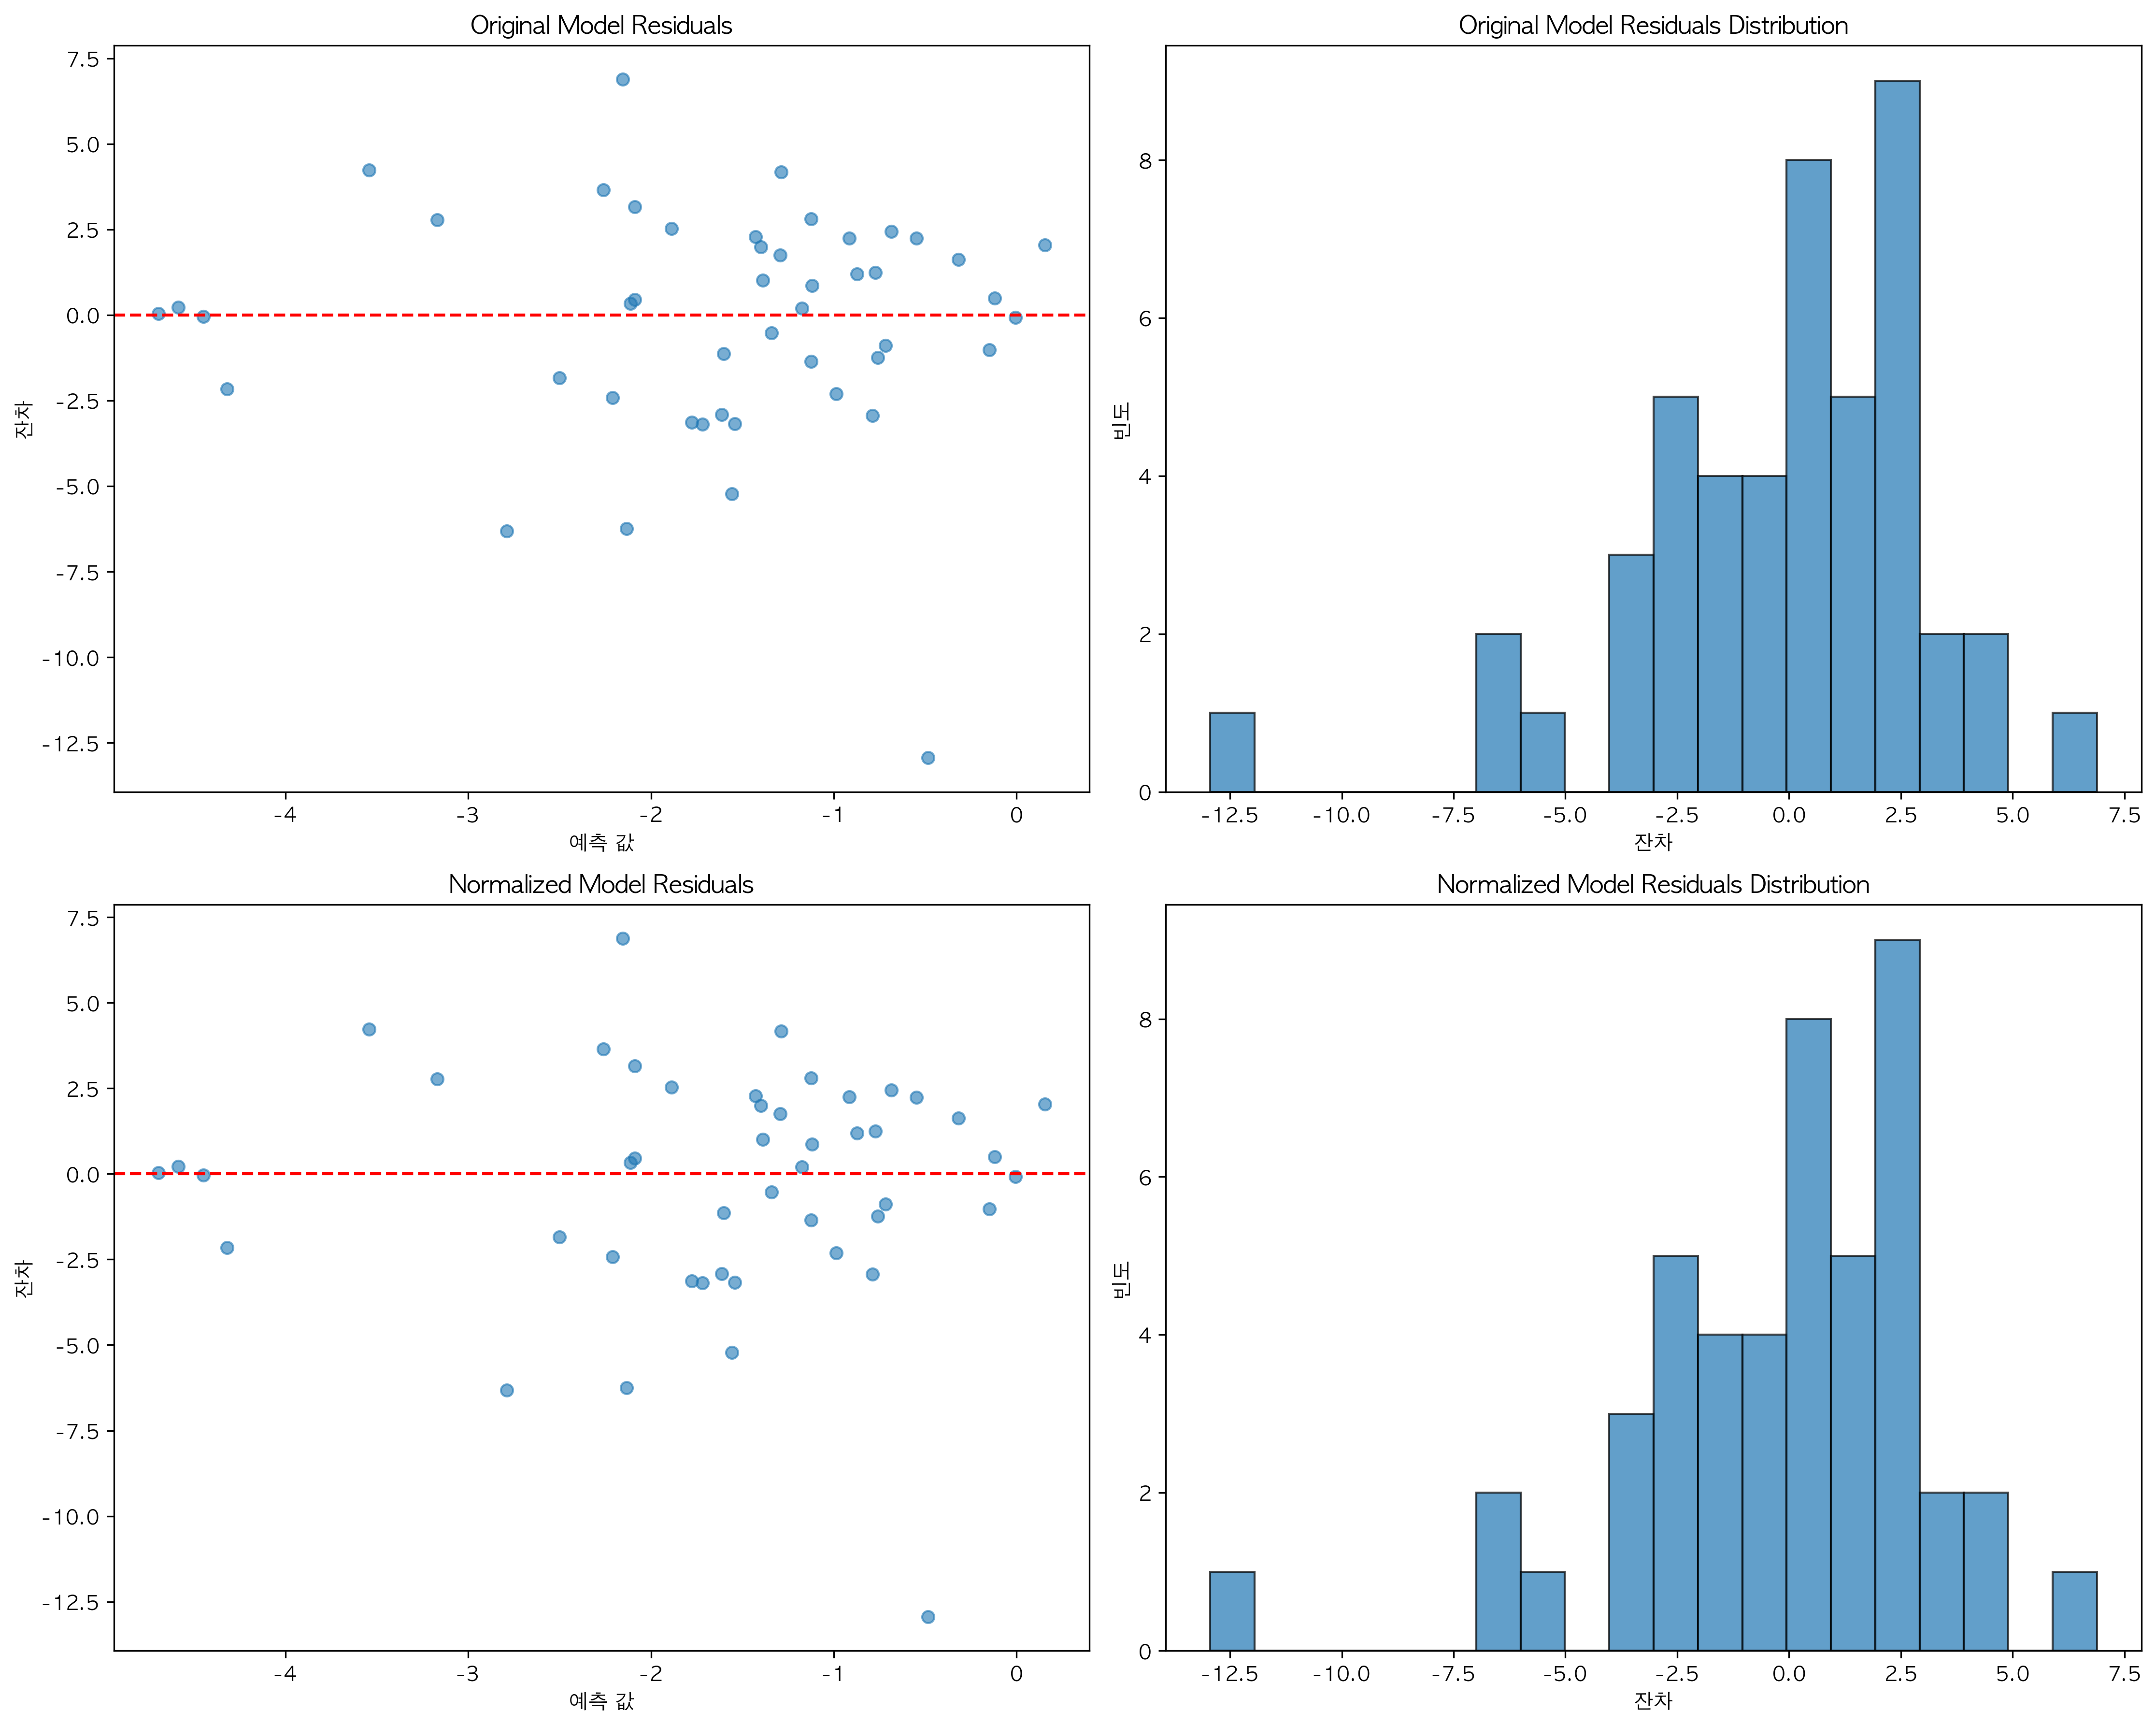 Original Model Residuals
7.5
5.0
2.5
0.0
-2.5
-5.0
-7.5
-10.0
-12.5
잔차
-4 -3 -2 -1 0
예측 값
Original Model Residuals Distribution
8
6
4
2
0
빈도
-12.5 -10.0 -7.5 -5.0 -2.5 0.0 2.5 5.0 7.5
잔차
Normalized Model Residuals
7.5
5.0
2.5
0.0
-2.5
-5.0
-7.5
-10.0
-12.5
잔차
-4 -3 -2 -1 0
예측 값
Normalized Model Residuals Distribution
8
6
4
2
0
빈도
-12.5 -10.0 -7.5 -5.0 -2.5 0.0 2.5 5.0 7.5
잔차